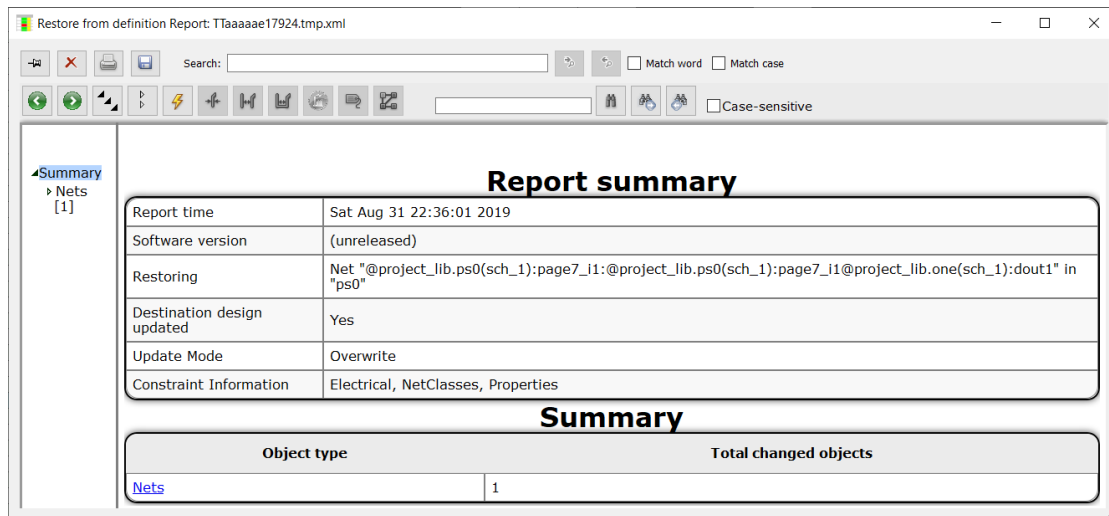 Restore from definition Report: TTaaaaae17924.tmp.xml
Search:
Match word
Match case
Case-sensitive
Summary
Nets
[1]
Report summary
Report time
Sat Aug 31 22:36:01 2019
Software version
(unreleased)
Restoring
Net "@project_lib.ps0(sch_1):page7_i1:@project_lib.ps0(sch_1):page7_i1@project_lib.one(sch_1):dout1" in
"ps0"
Destination design
updated
Yes
Update Mode
Overwrite
Constraint Information
Electrical, NetClasses, Properties
Summary
Object type
Total changed objects
Nets
1